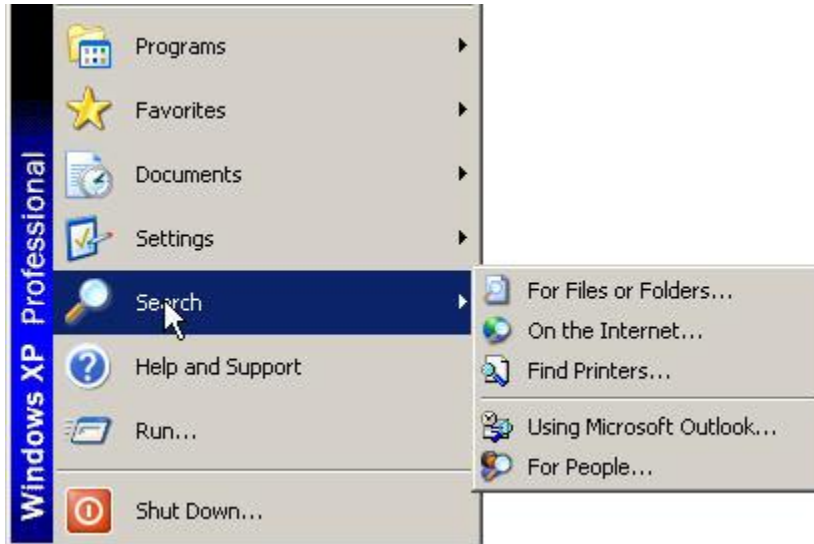 Windows XP Professional
Programs
Favorites
Documents
Settings
Search
Help and Support
Run...
Shut Down...
For Files or Folders...
On the Internet...
Find Printers...
Using Microsoft Outlook...
For People...